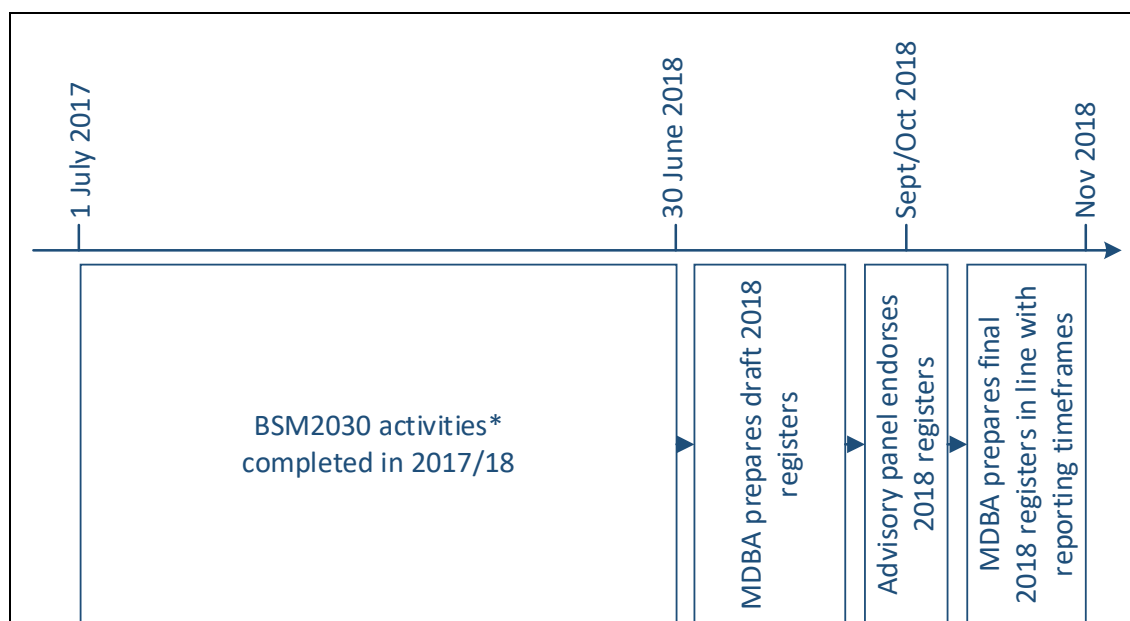 1 July 2017
30 June 2018
Sept/Oct 2018
Nov 2018
BSM2030 activities*
completed in 2017/18
MDBA prepares draft 2018
registers
Advisory panel endorses
2018 registers
MDBA prepares final
2018 registers in line with
reporting timeframes